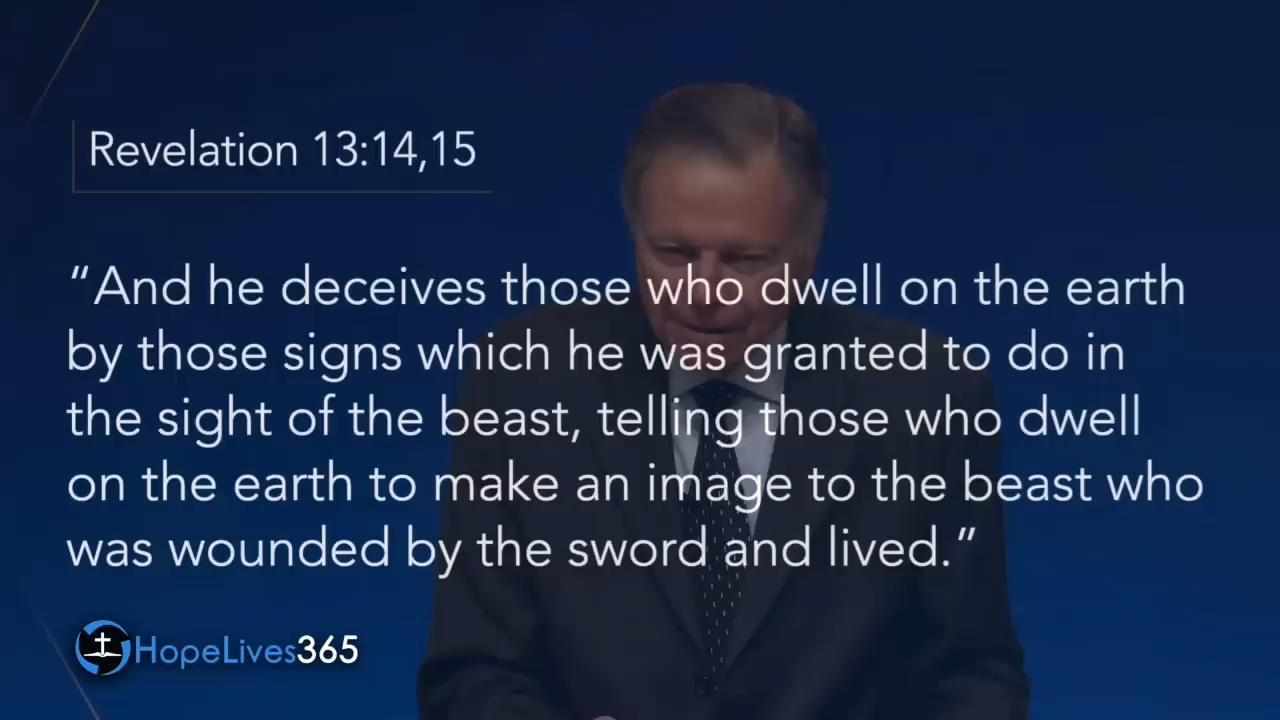 Revelation 13:14,15
“And he deceives those who dwell on the earth
by those signs which he was granted to do in
the sight of the beast, telling those who dwell
on the earth to make an image to the beast who
was wounded by the sword and lived.”
HopeLives365